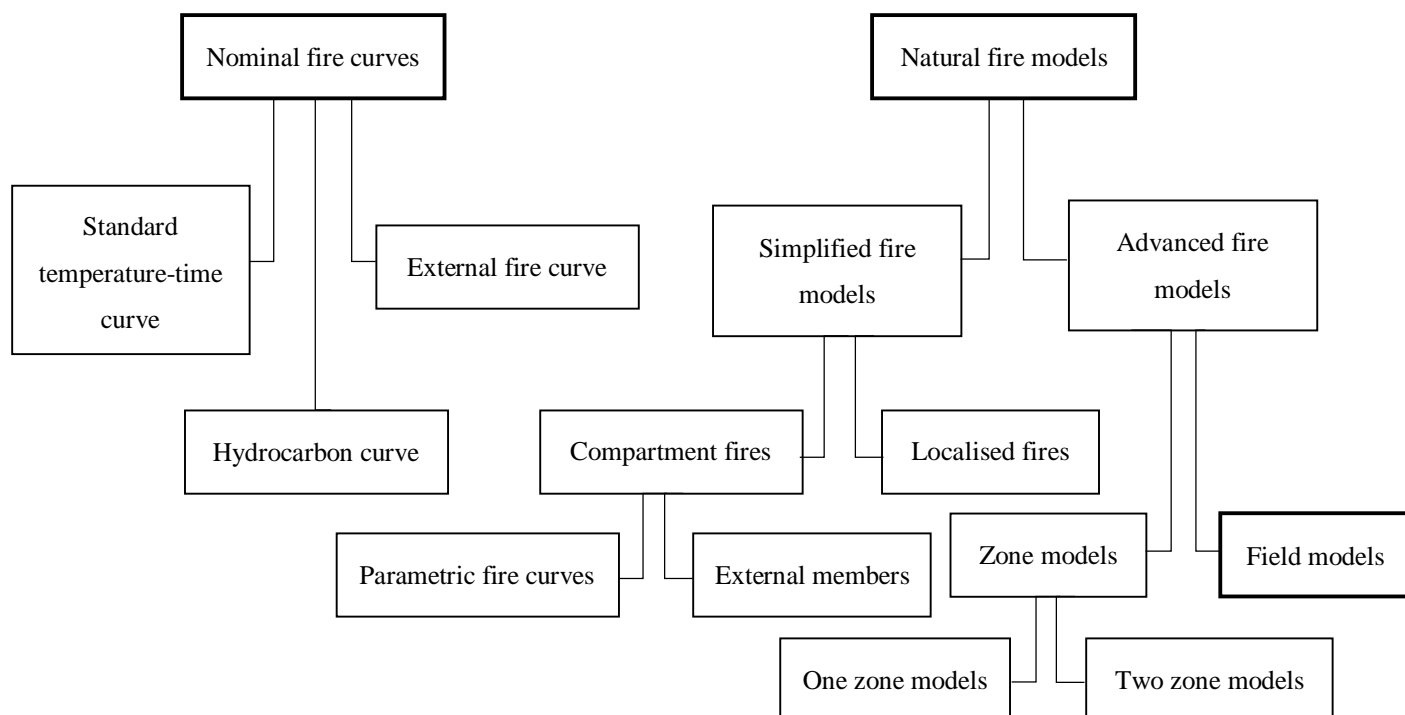 Nominal fire curves
Natural fire models
Standard
temperature-time
curve
External fire curve
Simplified fire
models
Advanced fire
models
Hydrocarbon curve
Compartment fires
Localised fires
Parametric fire curves
External members
Zone models
Field models
One zone models
Two zone models